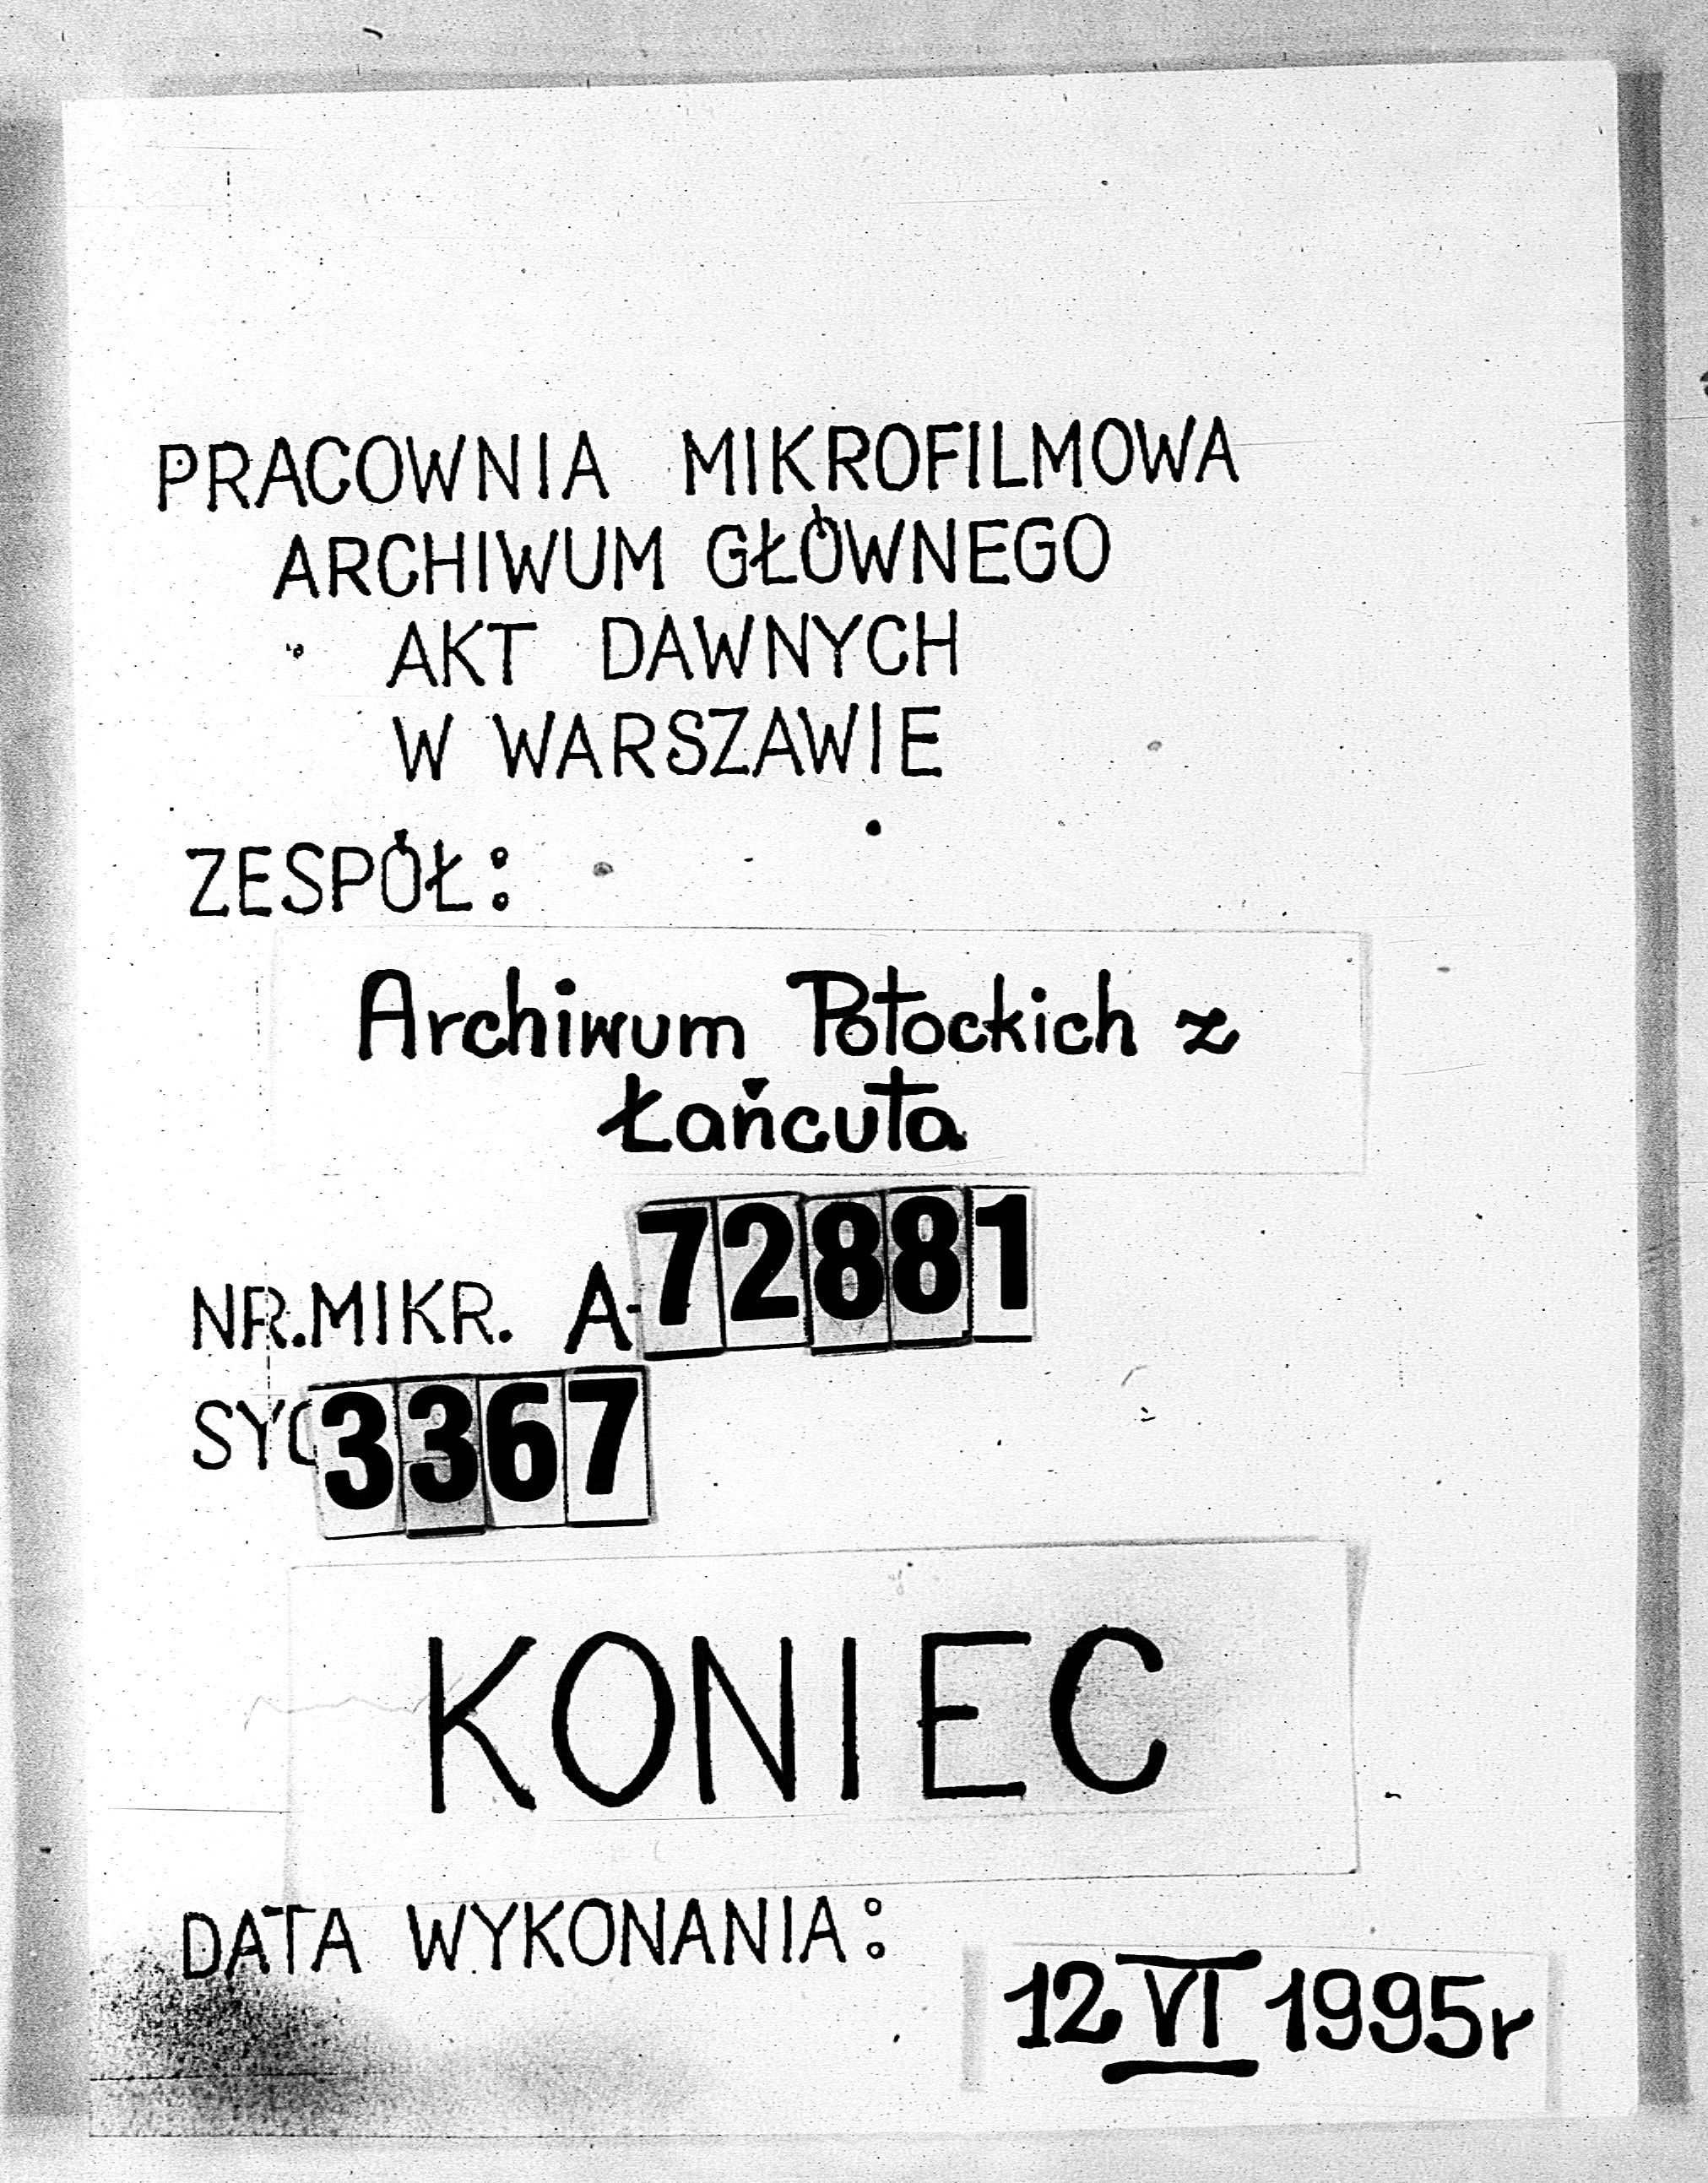 PRACOWNIA MIKROFILMOWA
ARCHIWUM GŁÓWNEGO
AKT DAWNYCH
W WARSZAWIE
ZESPÓŁ:
Archiwum Potockich z
Łańcuta
NR.MIKR. A-72881
SYG 3367
KONIEC
DATA WYKONANIA:
12 VI 1995r